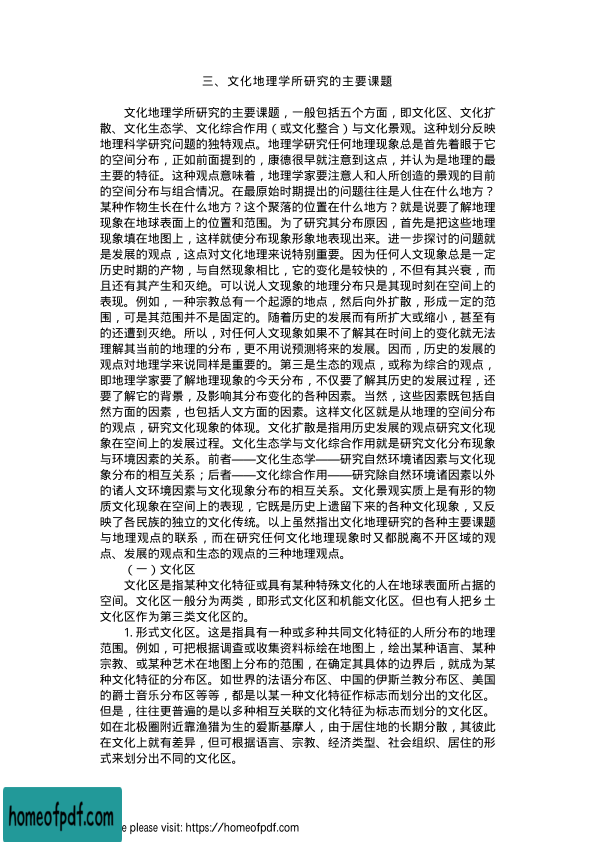 三、文化地理学所研究的主要课题
文化地理学所研究的主要课题，一般包括五个方面，即文化区、文化扩
散、文化生态学、文化综合作用（或文化整合）与文化景观。这种划分反映
地理科学研究问题的独特观点。地理学研究任何地理现象总是首先着眼于它
的空间分布，正如前面提到的，康德很早就注意到这点，并认为是地理的最
主要的特征。这种观点意味着，地理学家要注意人和人所创造的景观的目前
的空间分布与组合情况。在最原始时期提出的问题往往是人住在什么地方？
某种作物生长在什么地方？这个聚落的位置在什么地方？就是说要了解地理
现象在地球表面上的位置和范围。为了研究其分布原因，首先是把这些地理
现象填在地图上，这样就使分布现象形象地表现出来。进一步探讨的问题就
是发展的观点，这点对文化地理来说特别重要。因为任何人文现象总是一定
历史时期的产物，与自然现象相比，它的变化是较快的，不但有其兴衰，而
且还有其产生和灭绝。可以说人文现象的地理分布只是其现时刻在空间上的
表现。例如，一种宗教总有一个起源的地点，然后向外扩散，形成一定的范
围，可是其范围并不是固定的。随着历史的发展而有所扩大或缩小，甚至有
的还遭到灭绝。所以，对任何人文现象如果不了解其在时间上的变化就无法
理解其当前的地理的分布，更不用说预测将来的发展。因而，历史的发展的
观点对地理学来说同样是重要的。第三是生态的观点，或称为综合的观点，
即地理学家要了解地理现象的今天分布，不仅要了解其历史的发展过程，还
要了解它的背景，及影响其分布变化的各种因素。当然，这些因素既包括自
然方面的因素，也包括人文方面的因素。这样文化区就是从地理的空间分布
的观点，研究文化现象的体现。文化扩散是指用历史发展的观点研究文化现
象在空间上的发展过程。文化生态学与文化综合作用就是研究文化分布现象
与环境因素的关系。前者——文化生态学——研究自然环境诸因素与文化现
象分布的相互关系；后者——文化综合作用——研究除自然环境诸因素以外
的诸人文环境因素与文化现象分布的相互关系。文化景观实质上是有形的物
质文化现象在空间上的表现，它既是历史上遗留下来的各种文化现象，又反
映了各民族的独立的文化传统。以上虽然指出文化地理研究的各种主要课题
与地理观点的联系，而在研究任何文化地理现象时又都脱离不开区域的观
点、发展的观点和生态的观点的三种地理观点。
（一）文化区
文化区是指某种文化特征或具有某种特殊文化的人在地球表面所占据的
空间。文化区一般分为两类，即形式文化区和机能文化区。但也有人把乡土
文化区作为第三类文化区的。
1. 形式文化区。这是指具有一种或多种共同文化特征的人所分布的地理
范围。例如，可把根据调查或收集资料标绘在地图上，绘出某种语言、某种
宗教、或某种艺术在地图上分布的范围，在确定其具体的边界后，就成为某
种文化特征的分布区。如世界的法语分布区、中国的伊斯兰教分布区、美国
的爵士音乐分布区等等，都是以某一种文化特征作标志而划分出的文化区。
但是，往往更普遍的是以多种相互关联的文化特征为标志而划分的文化区。
如在北极圈附近靠渔猎为生的爱斯基摩人，由于居住地的长期分散，其彼此
在文化上就有差异，但可根据语言、宗教、经济类型、社会组织、居住的形
式来划分出不同的文化区。
homeofpdf.com
please visit: https://homeofpdf.com